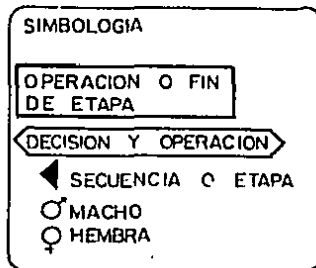 SIMBOLOGIA
OPERACION O FIN
DE ETAPA
DECISION Y OPERACION
SECUENCIA O ETAPA
MACHO
HEMBRA